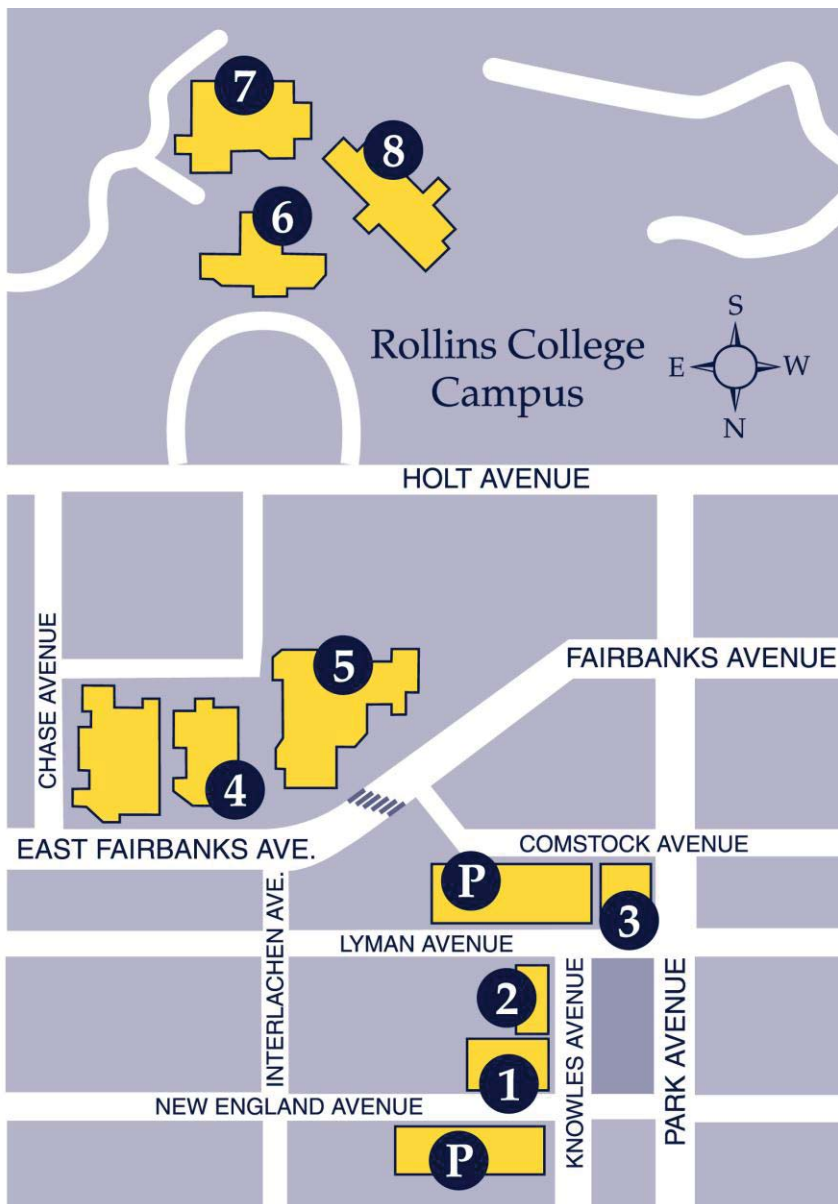 7
8
6
Rollins College
Campus
S
E
W
N
HOLT AVENUE
CHASE AVENUE
5
FAIRBANKS AVENUE
4
EAST FAIRBANKS AVE.
COMSTOCK AVENUE
P
3
INTERLACHEN AVE.
LYMAN AVENUE
2
KNOWLES AVENUE
PARK AVENUE
1
NEW ENGLAND AVENUE
P